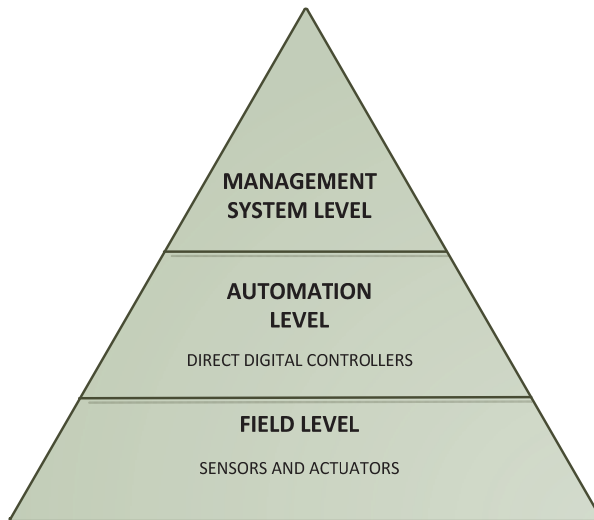 MANAGEMENT
SYSTEM LEVEL
AUTOMATION
LEVEL
DIRECT DIGITAL CONTROLLERS
FIELD LEVEL
SENSORS AND ACTUATORS